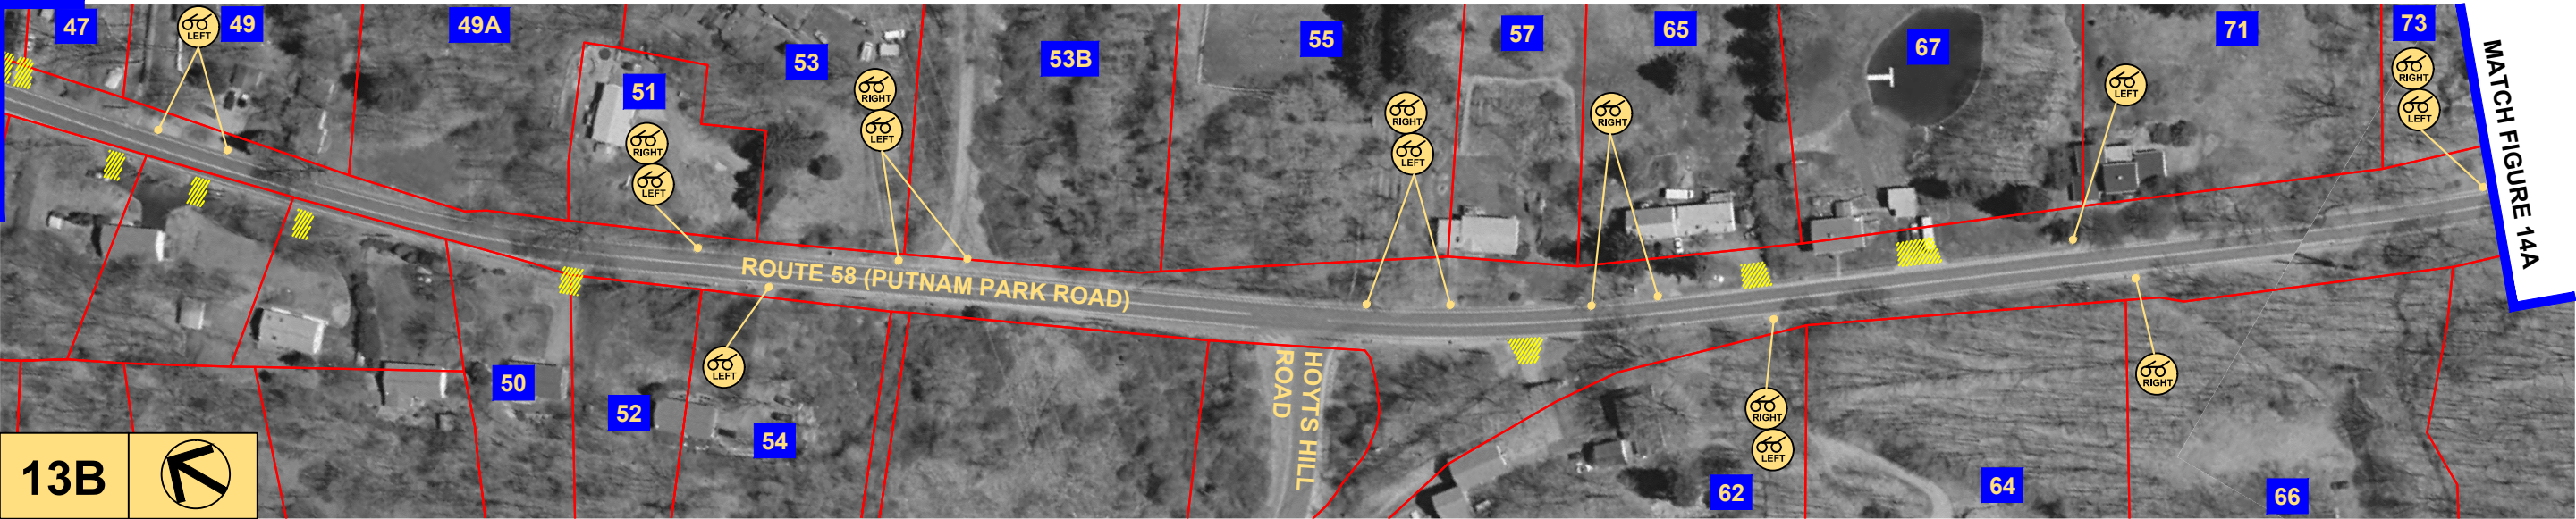 47
LEFT
49
49A
51
RIGHT
LEFT
53
RIGHT
LEFT
53B
55
RIGHT
LEFT
57
RIGHT
65
67
LEFT
71
73
RIGHT
LEFT
MATCH FIGURE 14A
ROUTE 58 (PUTNAM PARK ROAD)
HOYTS HILL
ROAD
50
52
LEFT
54
RIGHT
LEFT
62
64
RIGHT
66
13B